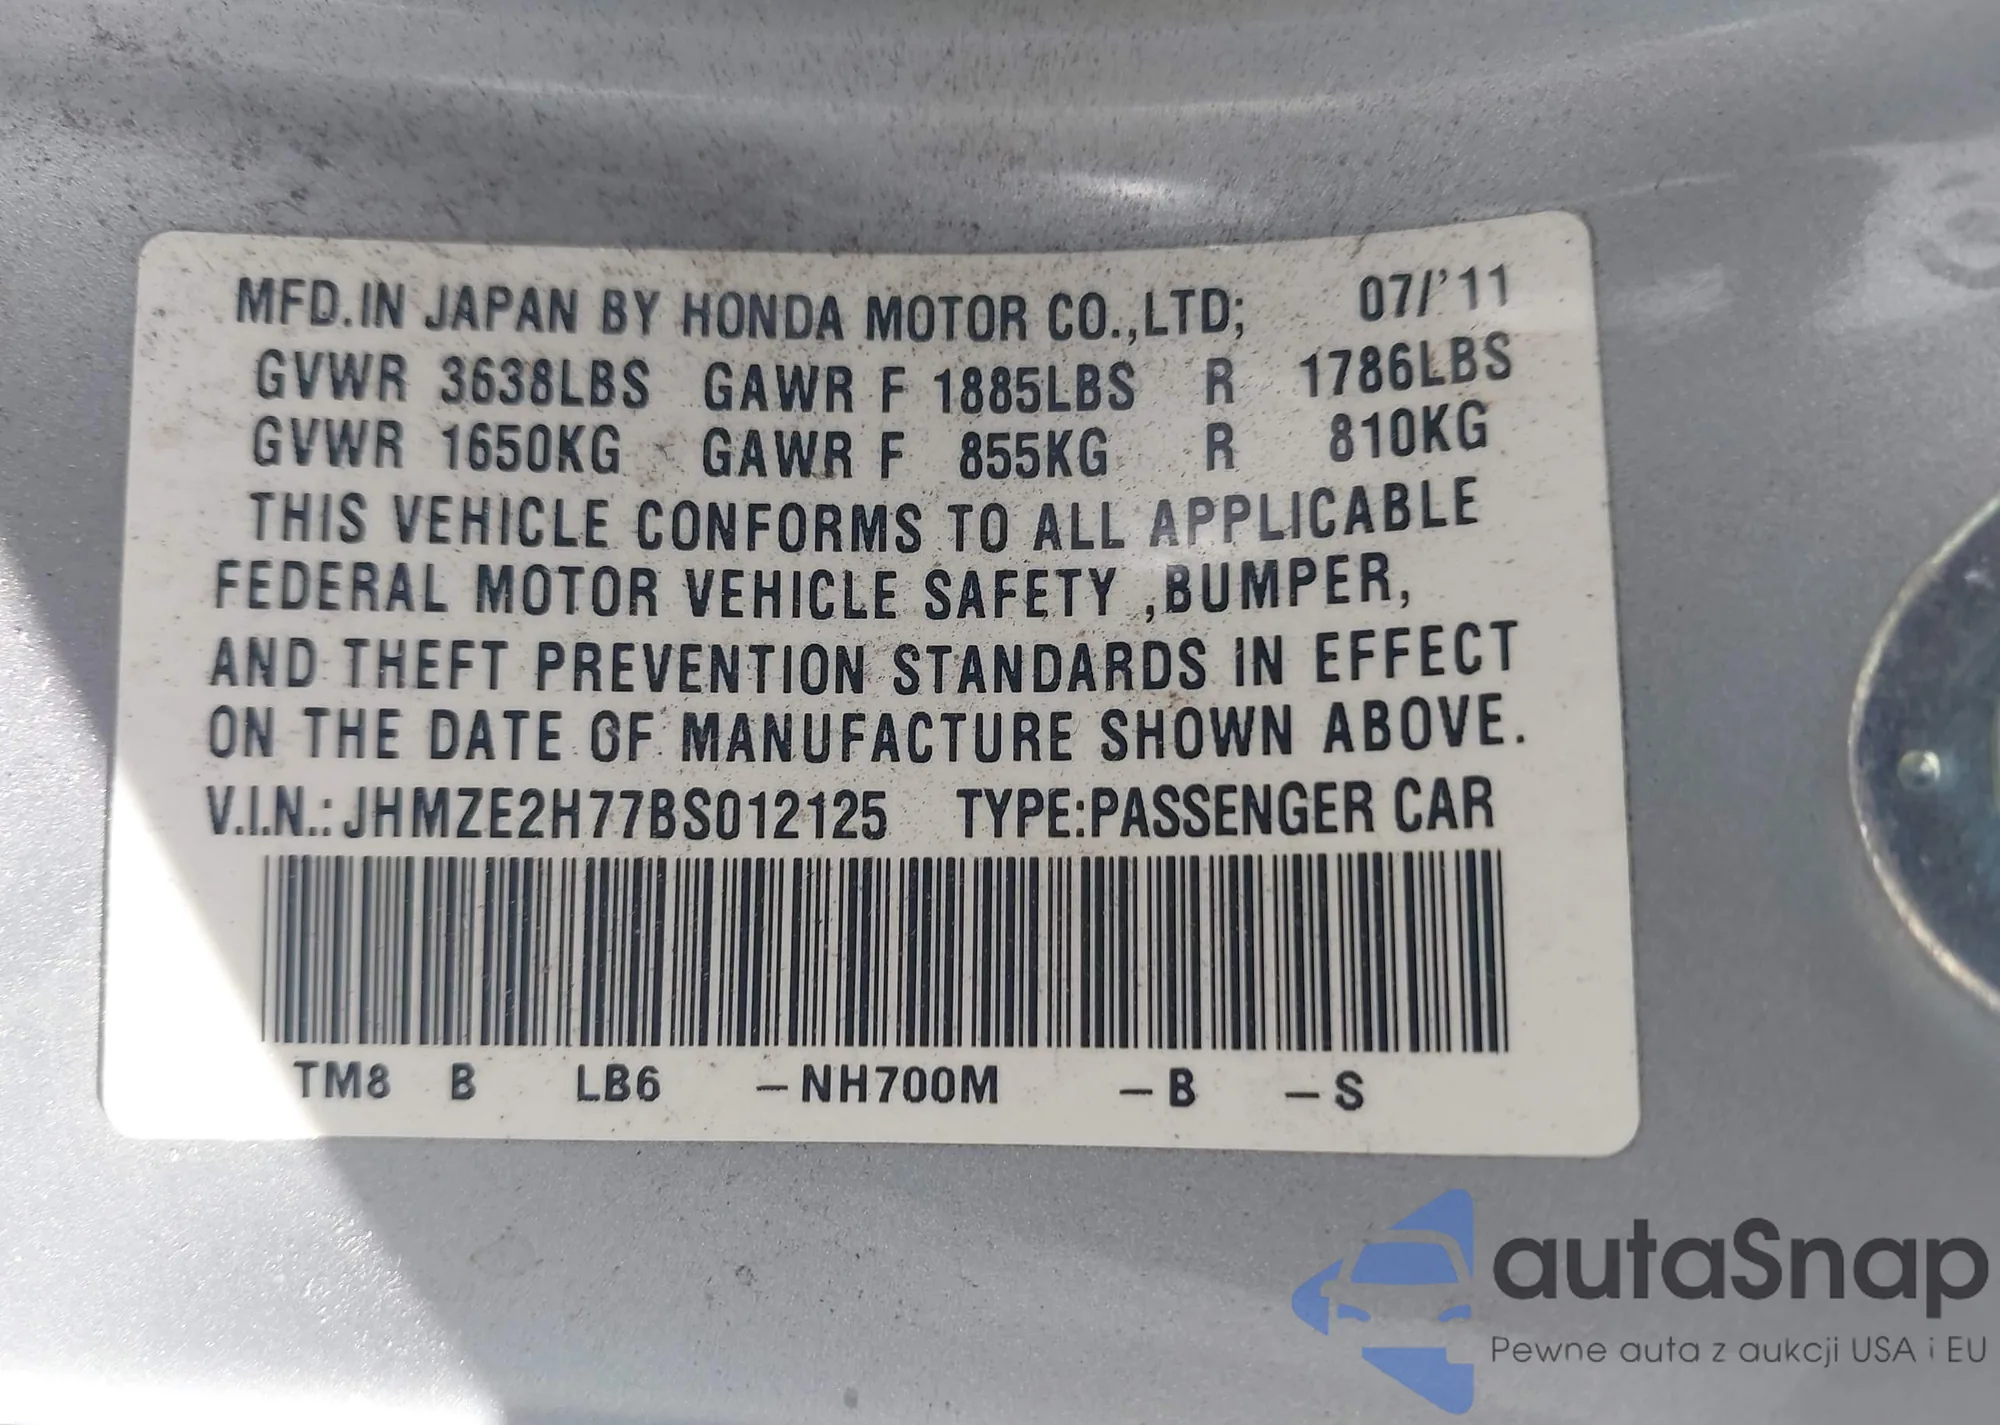 MFD. IN JAPAN BY HONDA MOTOR CO.,LTD; 07/'11
GVWR 3638LBS GAWR F 1885LBS R 1786LBS
GVWR 1650KG GAWR F 855KG R 810KG
THIS VEHICLE CONFORMS TO ALL APPLICABLE
FEDERAL MOTOR VEHICLE SAFETY ,BUMPER,
AND THEFT PREVENTION STANDARDS IN EFFECT
ON THE DATE OF MANUFACTURE SHOWN ABOVE.
V.I.N.: JHMZE2H77BS012125 TYPE:PASSENGER CAR
TM8 B LB6 –NH700M –B –S
autaSnap
Pewne auta z aukcji USA i EU